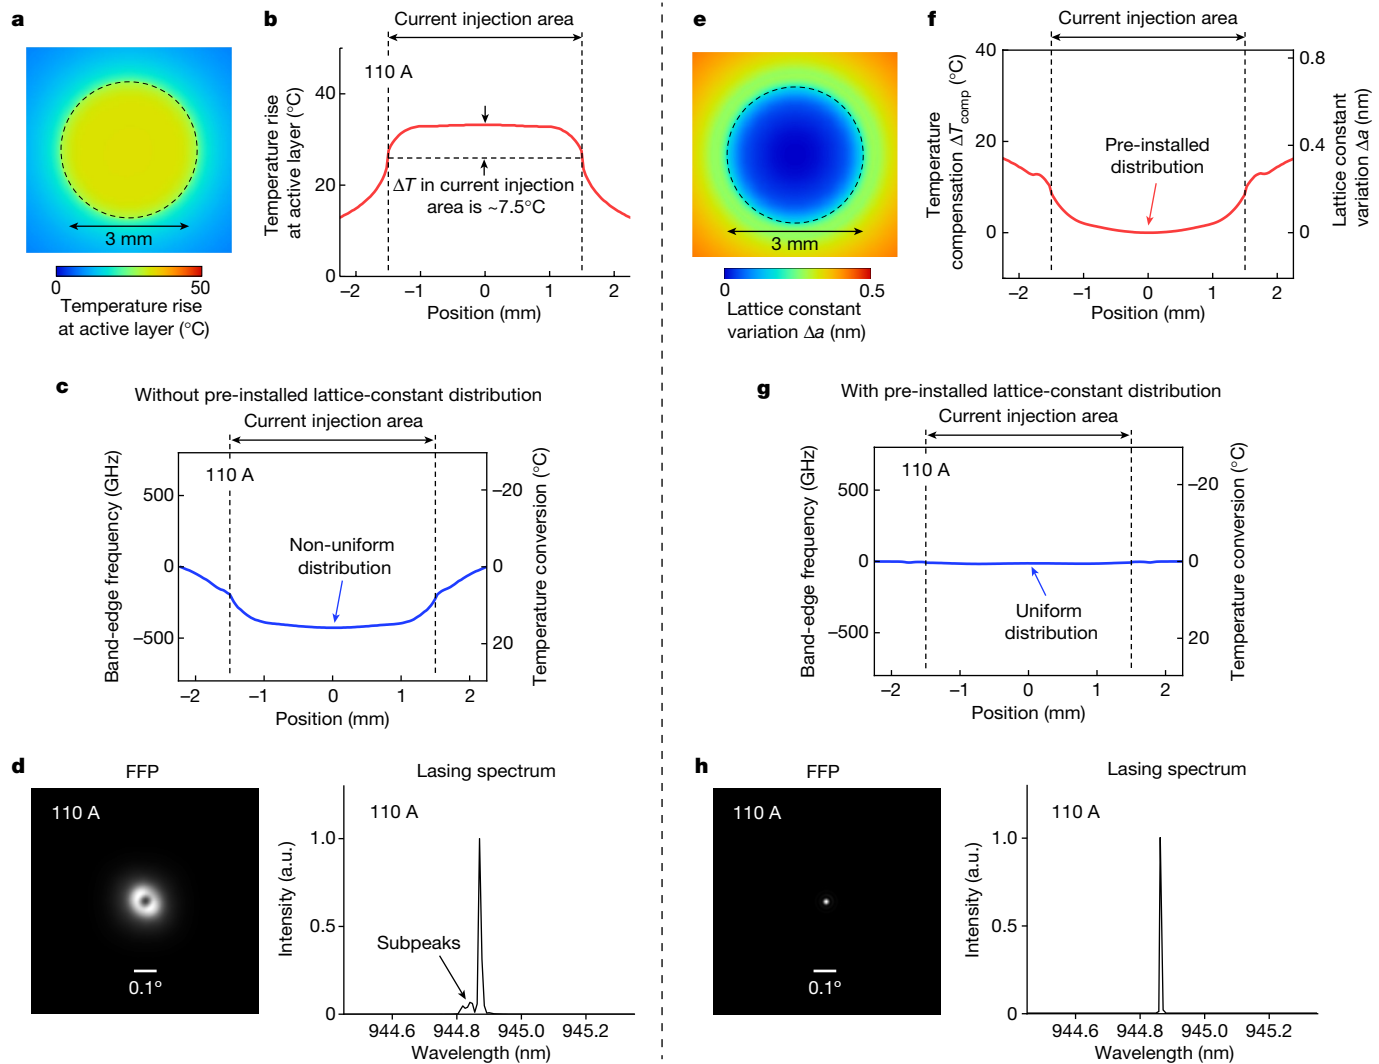 a
3 mm
0
50
Temperature rise
at active layer (°C)
b
Current injection area
110 A
ΔT in current injection
area is ~7.5°C
Temperature rise
at active layer (°C)
40
20
0
−2
−1
0
1
2
Position (mm)
c
Without pre-installed lattice-constant distribution
Current injection area
110 A
Non-uniform
distribution
Band-edge frequency (GHz)
500
0
−500
Temperature conversion (°C)
−20
0
20
−2
−1
0
1
2
Position (mm)
d
FFP
110 A
0.1°
Lasing spectrum
110 A
Subpeaks
Intensity (a.u.)
1.0
0.5
0
944.6
944.8
945.0
945.2
Wavelength (nm)
e
3 mm
0
0.5
Lattice constant
variation Δa (nm)
f
Current injection area
Pre-installed
distribution
Temperature
compensation ΔTcomp (°C)
40
20
0
Lattice constant
variation Δa (nm)
0.8
0.4
0
−2
−1
0
1
2
Position (mm)
g
With pre-installed lattice-constant distribution
Current injection area
110 A
Uniform
distribution
Band-edge frequency (GHz)
500
0
−500
Temperature conversion (°C)
−20
0
20
−2
−1
0
1
2
Position (mm)
h
FFP
110 A
0.1°
Lasing spectrum
110 A
Intensity (a.u.)
1.0
0.5
0
944.6
944.8
945.0
945.2
Wavelength (nm)